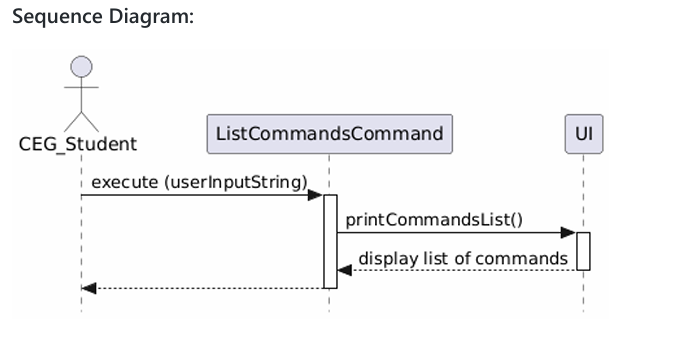 Sequence Diagram:
CEG_Student
ListCommandsCommand
UI
execute (userInputString)
printCommandsList()
display list of commands